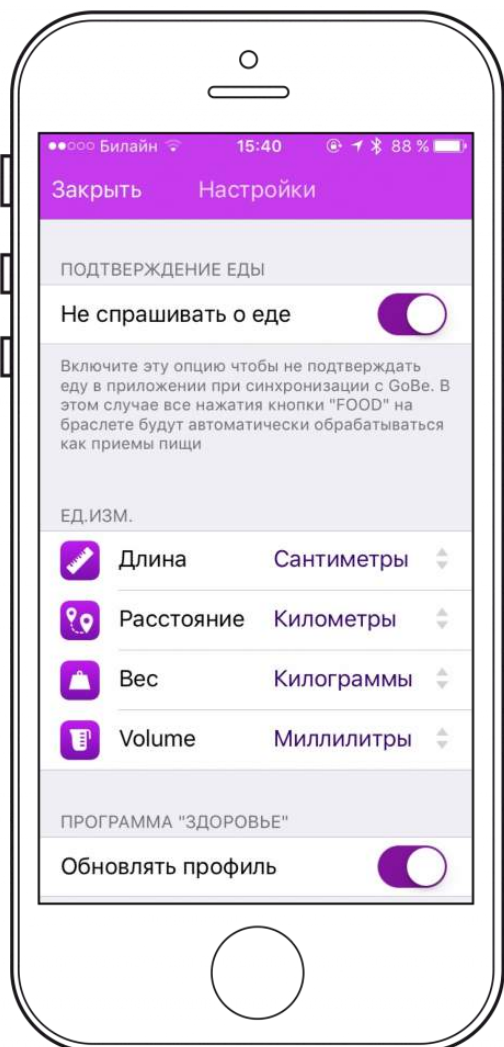 Билайн 15:40 88 %
Закрыть Настройки
ПОДТВЕРЖДЕНИЕ ЕДЫ
Не спрашивать о еде
Включите эту опцию чтобы не подтверждать
еду в приложении при синхронизации с GoBe. В
этом случае все нажатия кнопки "FOOD" на
браслете будут автоматически обрабатываться
как приемы пищи
ЕД.ИЗМ.
Длина Сантиметры
Расстояние Километры
Вес Килограммы
Volume Миллилитры
ПРОГРАММА "ЗДОРОВЬЕ"
Обновлять профиль